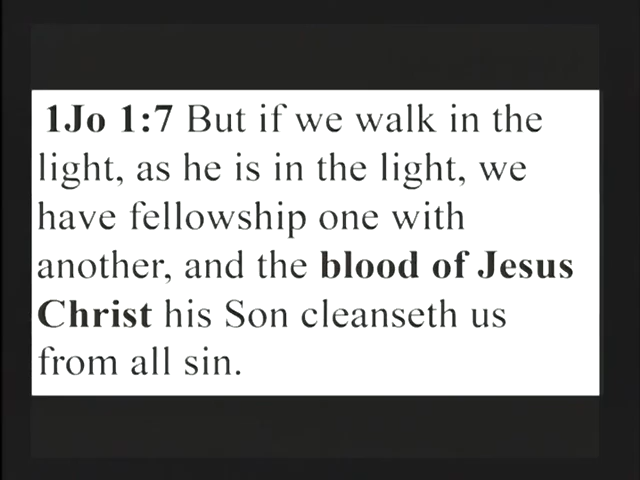 1Jo 1:7 But if we walk in the
light, as he is in the light, we
have fellowship one with
another, and the blood of Jesus
Christ his Son cleanseth us
from all sin.